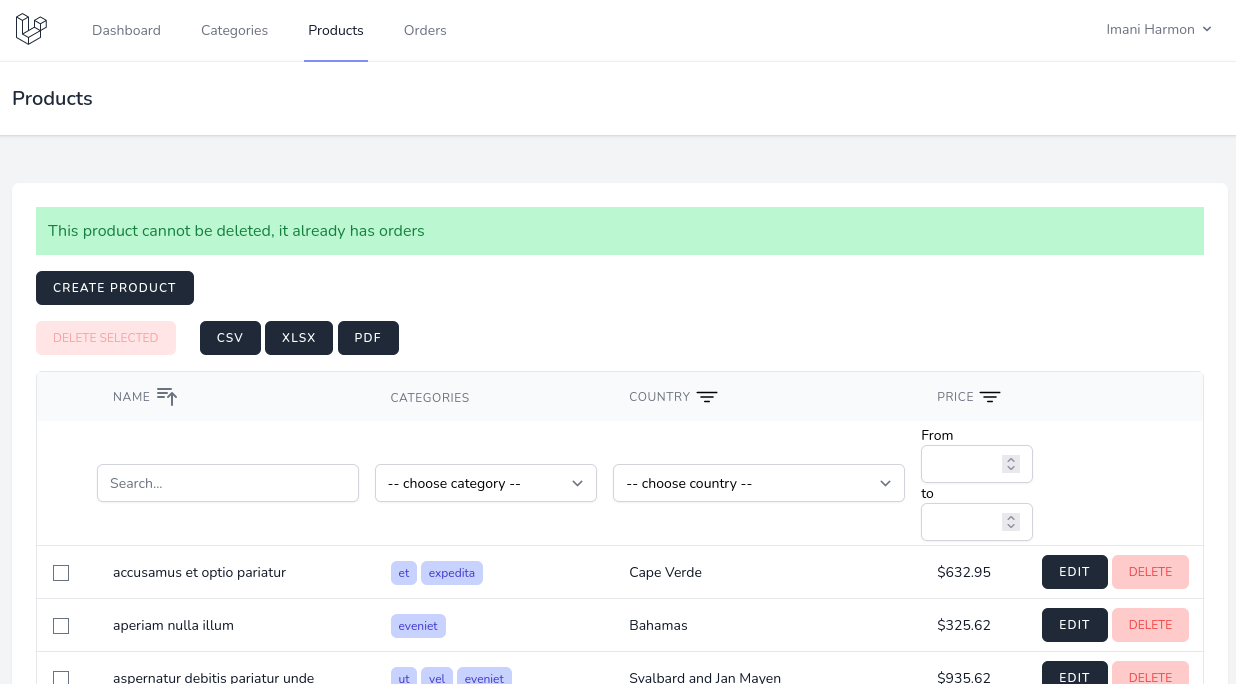 Dashboard Categories Products Orders Imani Harmon
Products
This product cannot be deleted, it already has orders
CREATE PRODUCT
DELETE SELECTED CSV XLSX PDF
NAME CATEGORIES COUNTRY PRICE
From
Search... -- choose category -- -- choose country --
to
accusamus et optio pariatur et expedita Cape Verde $632.95 EDIT DELETE
aperiam nulla illum eveniet Bahamas $325.62 EDIT DELETE
aspernatur debitis pariatur unde ut vel eveniet Svalbard and Jan Mayen $935.62 EDIT DELETE